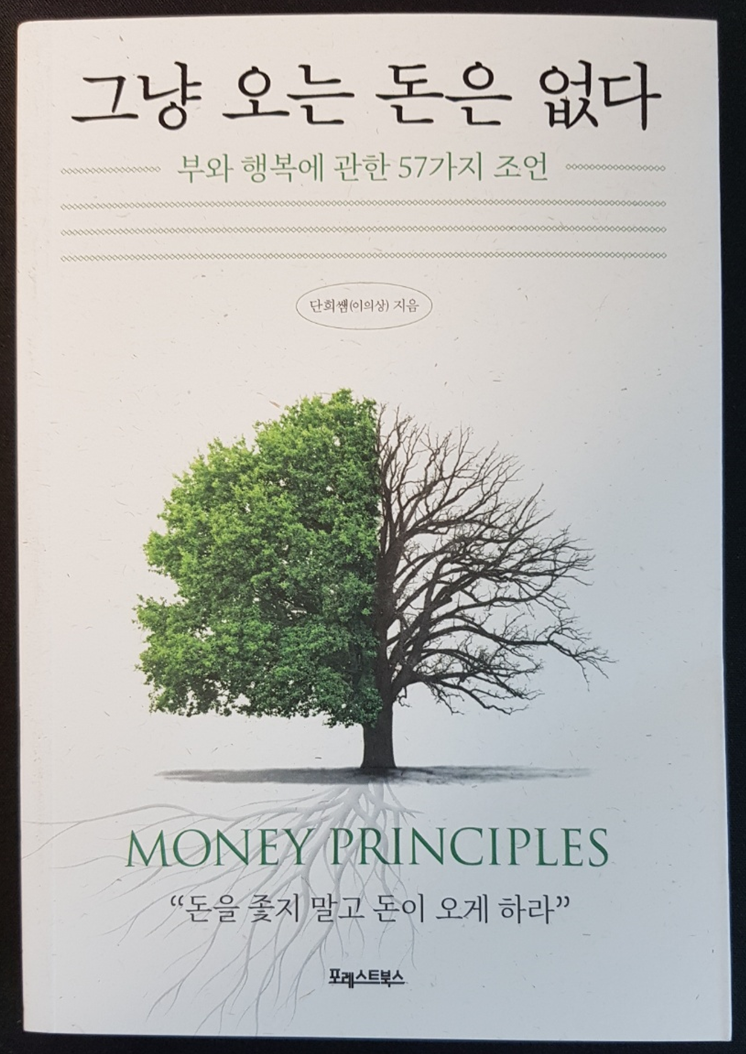 그냥 오는 돈은 없다
부와 행복에 관한 57가지 조언
단희쌤(이의상) 지음
MONEY PRINCIPLES
“돈을 좇지 말고 돈이 오게 하라”
포레스트북스